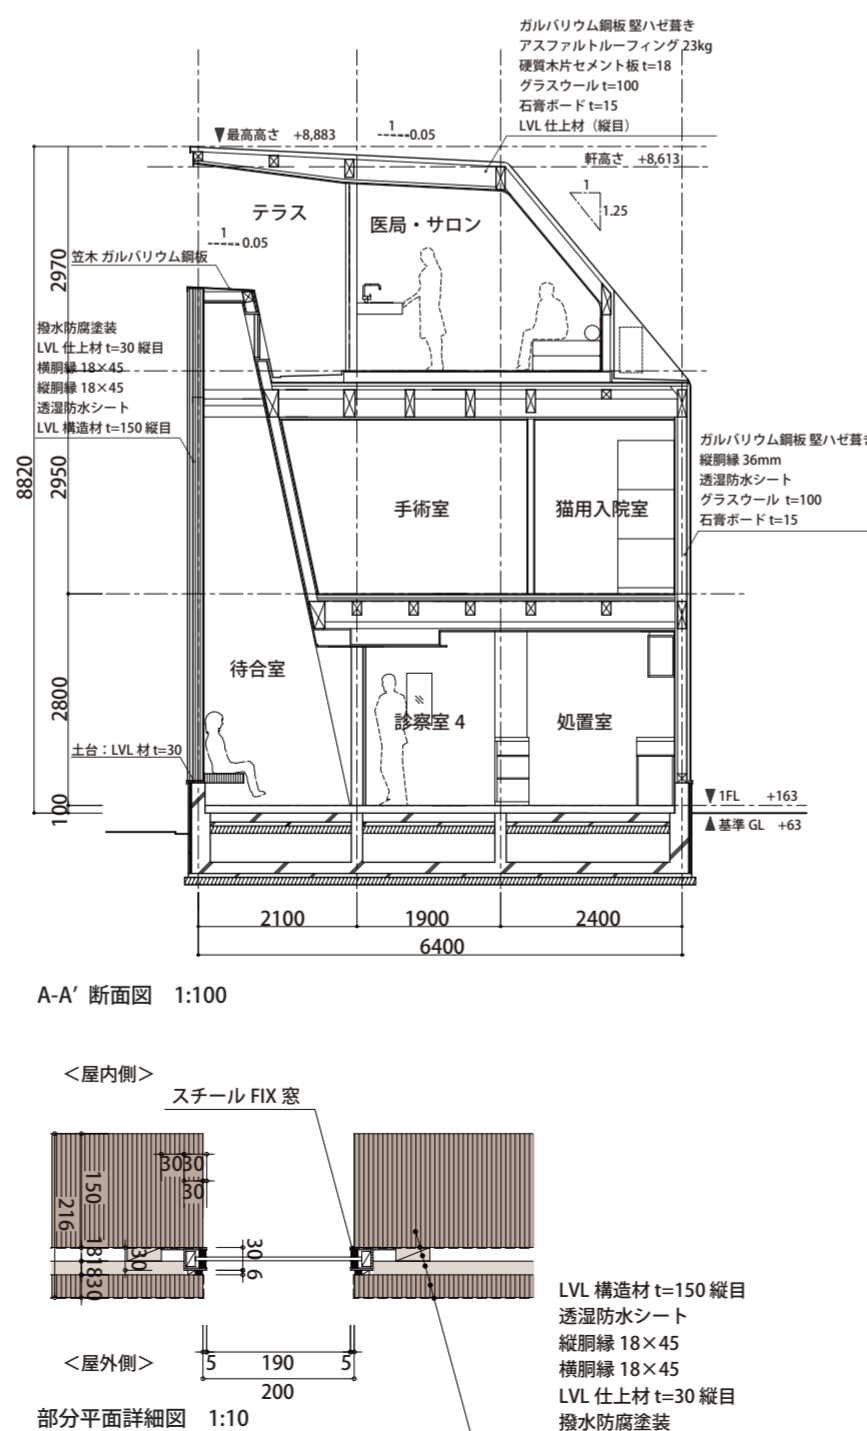 ガルバリウム鋼板 堅ハゼ葺き
アスファルトルーフィング 23kg
硬質木片セメント板 t=18
グラスウール t=100
石膏ボード t=15
LVL 仕上材（縦目）
▼最高高さ +8,883
1
0.05
軒高さ +8,613
1
1.25
テラス
医局・サロン
1
0.05
笠木 ガルバリウム鋼板
2970
撥水防腐塗装
LVL 仕上材 t=30 縦目
横胴縁 18×45
縦胴縁 18×45
透湿防水シート
LVL 構造材 t=150 縦目
8820
2950
ガルバリウム鋼板 堅ハゼ葺き
縦胴縁 36mm
透湿防水シート
グラスウール t=100
石膏ボード t=15
手術室
猫用入院室
待合室
2800
診察室 4
処置室
土台：LVL 材 t=30
100
▼1FL +163
▲基準 GL +63
2100
1900
2400
6400
A-A′ 断面図 1:100
＜屋内側＞
スチール FIX 窓
30
30
30
150
216
18
18
30
30
30
6
＜屋外側＞
5
190
5
200
部分平面詳細図 1:10
LVL 構造材 t=150 縦目
透湿防水シート
縦胴縁 18×45
横胴縁 18×45
LVL 仕上材 t=30 縦目
撥水防腐塗装